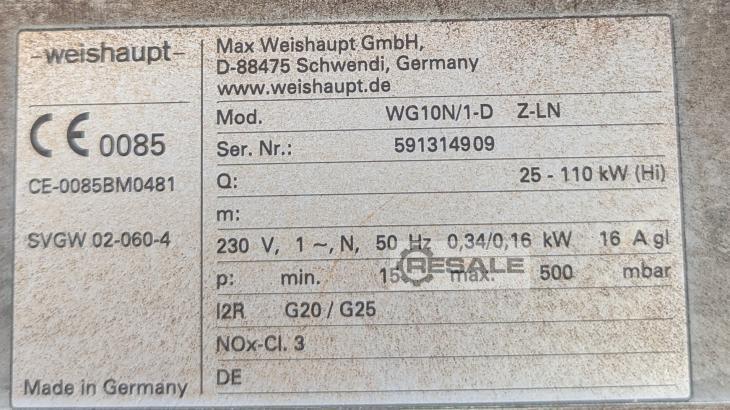 -weishaupt-
CE 0085
CE-0085BM0481
SVGW 02-060-4
Made in Germany
Max Weishaupt GmbH,
D-88475 Schwendi, Germany
www.weishaupt.de
Mod. WG10N/1-D Z-LN
Ser. Nr.: 591314909
Q: 25 - 110 kW (Hi)
m:
230 V, 1 ~, N, 50 Hz 0,34/0,16 kW 16 A gl
p: min. 15 max. 500 mbar
RESALE
I2R G20 / G25
NOx-Cl. 3
DE